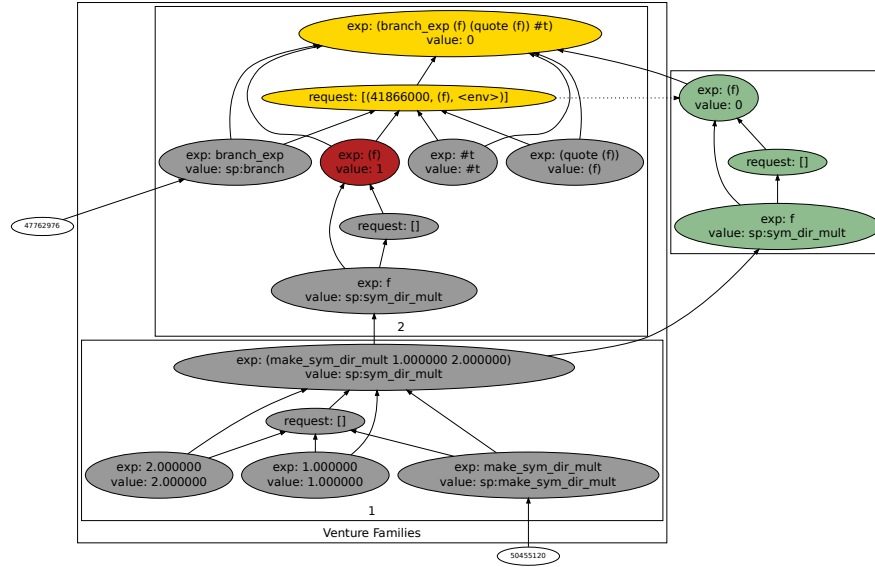 exp: (branch_exp (f) (quote (f)) #t)
value: 0
request: [(41866000, (f), <env>)]
exp: (f)
value: 0
exp: branch_exp
value: sp:branch
exp: (f)
value: 1
exp: #t
value: #t
exp: (quote (f))
value: (f)
request: []
47762976
request: []
exp: f
value: sp:sym_dir_mult
exp: f
value: sp:sym_dir_mult
2
exp: (make_sym_dir_mult 1.000000 2.000000)
value: sp:sym_dir_mult
request: []
exp: 2.000000
value: 2.000000
exp: 1.000000
value: 1.000000
exp: make_sym_dir_mult
value: sp:make_sym_dir_mult
1
Venture Families
50455120